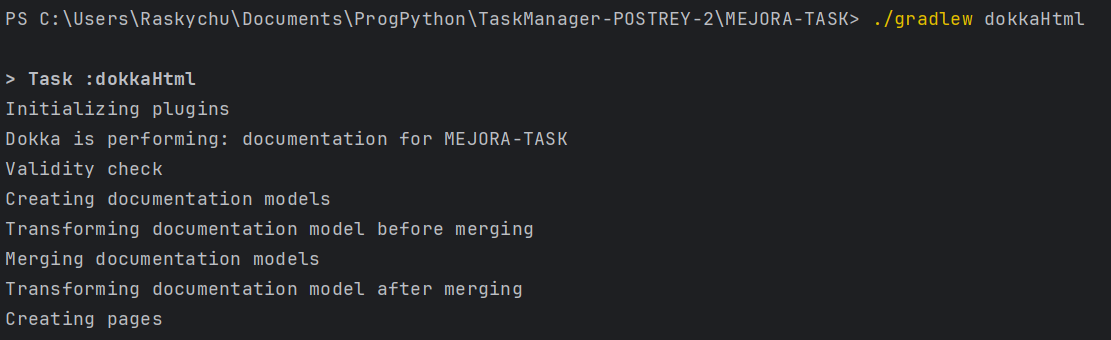 PS C:\Users\Raskychu\Documents\ProgPython\TaskManager-POSTREY-2\MEJORA-TASK> ./gradlew dokkaHtml
> Task :dokkaHtml
Initializing plugins
Dokka is performing: documentation for MEJORA-TASK
Validity check
Creating documentation models
Transforming documentation model before merging
Merging documentation models
Transforming documentation model after merging
Creating pages